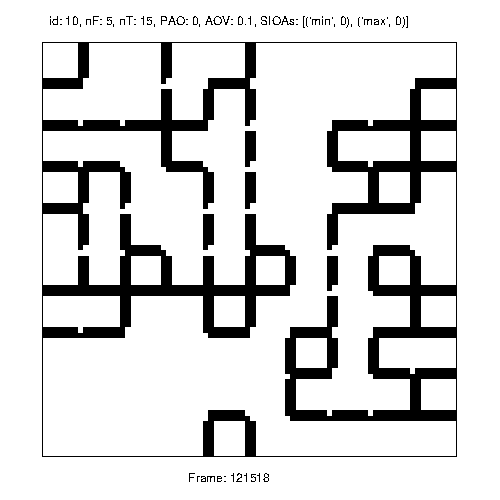 id: 10, nF: 5, nT: 15, PAO: 0, AOV: 0.1, SIOAs: [('min', 0), ('max', 0)]
Frame: 121518